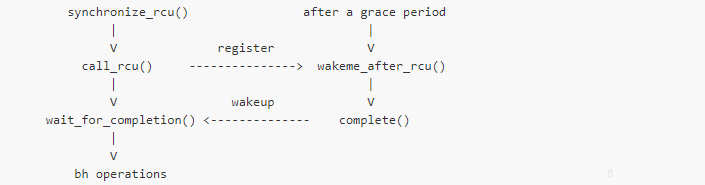 synchronize_rcu() after a grace period
| |
V register V
call_rcu() ---------------> wakeme_after_rcu()
| |
V wakeup V
wait_for_completion() <-------------- complete()
|
V
bh operations 8